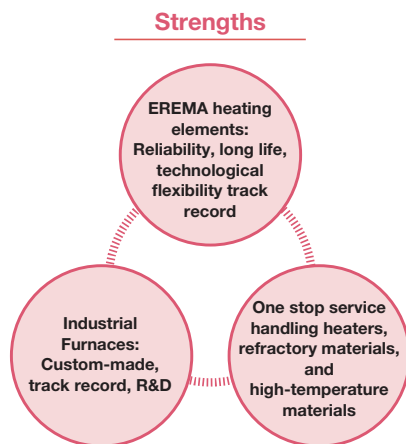 Strengths
EREMA heating
elements:
Reliability, long life,
technological
flexibility track
record
Industrial
Furnaces:
Custom-made,
track record, R&D
One stop service
handling heaters,
refractory materials,
and
high-temperature
materials